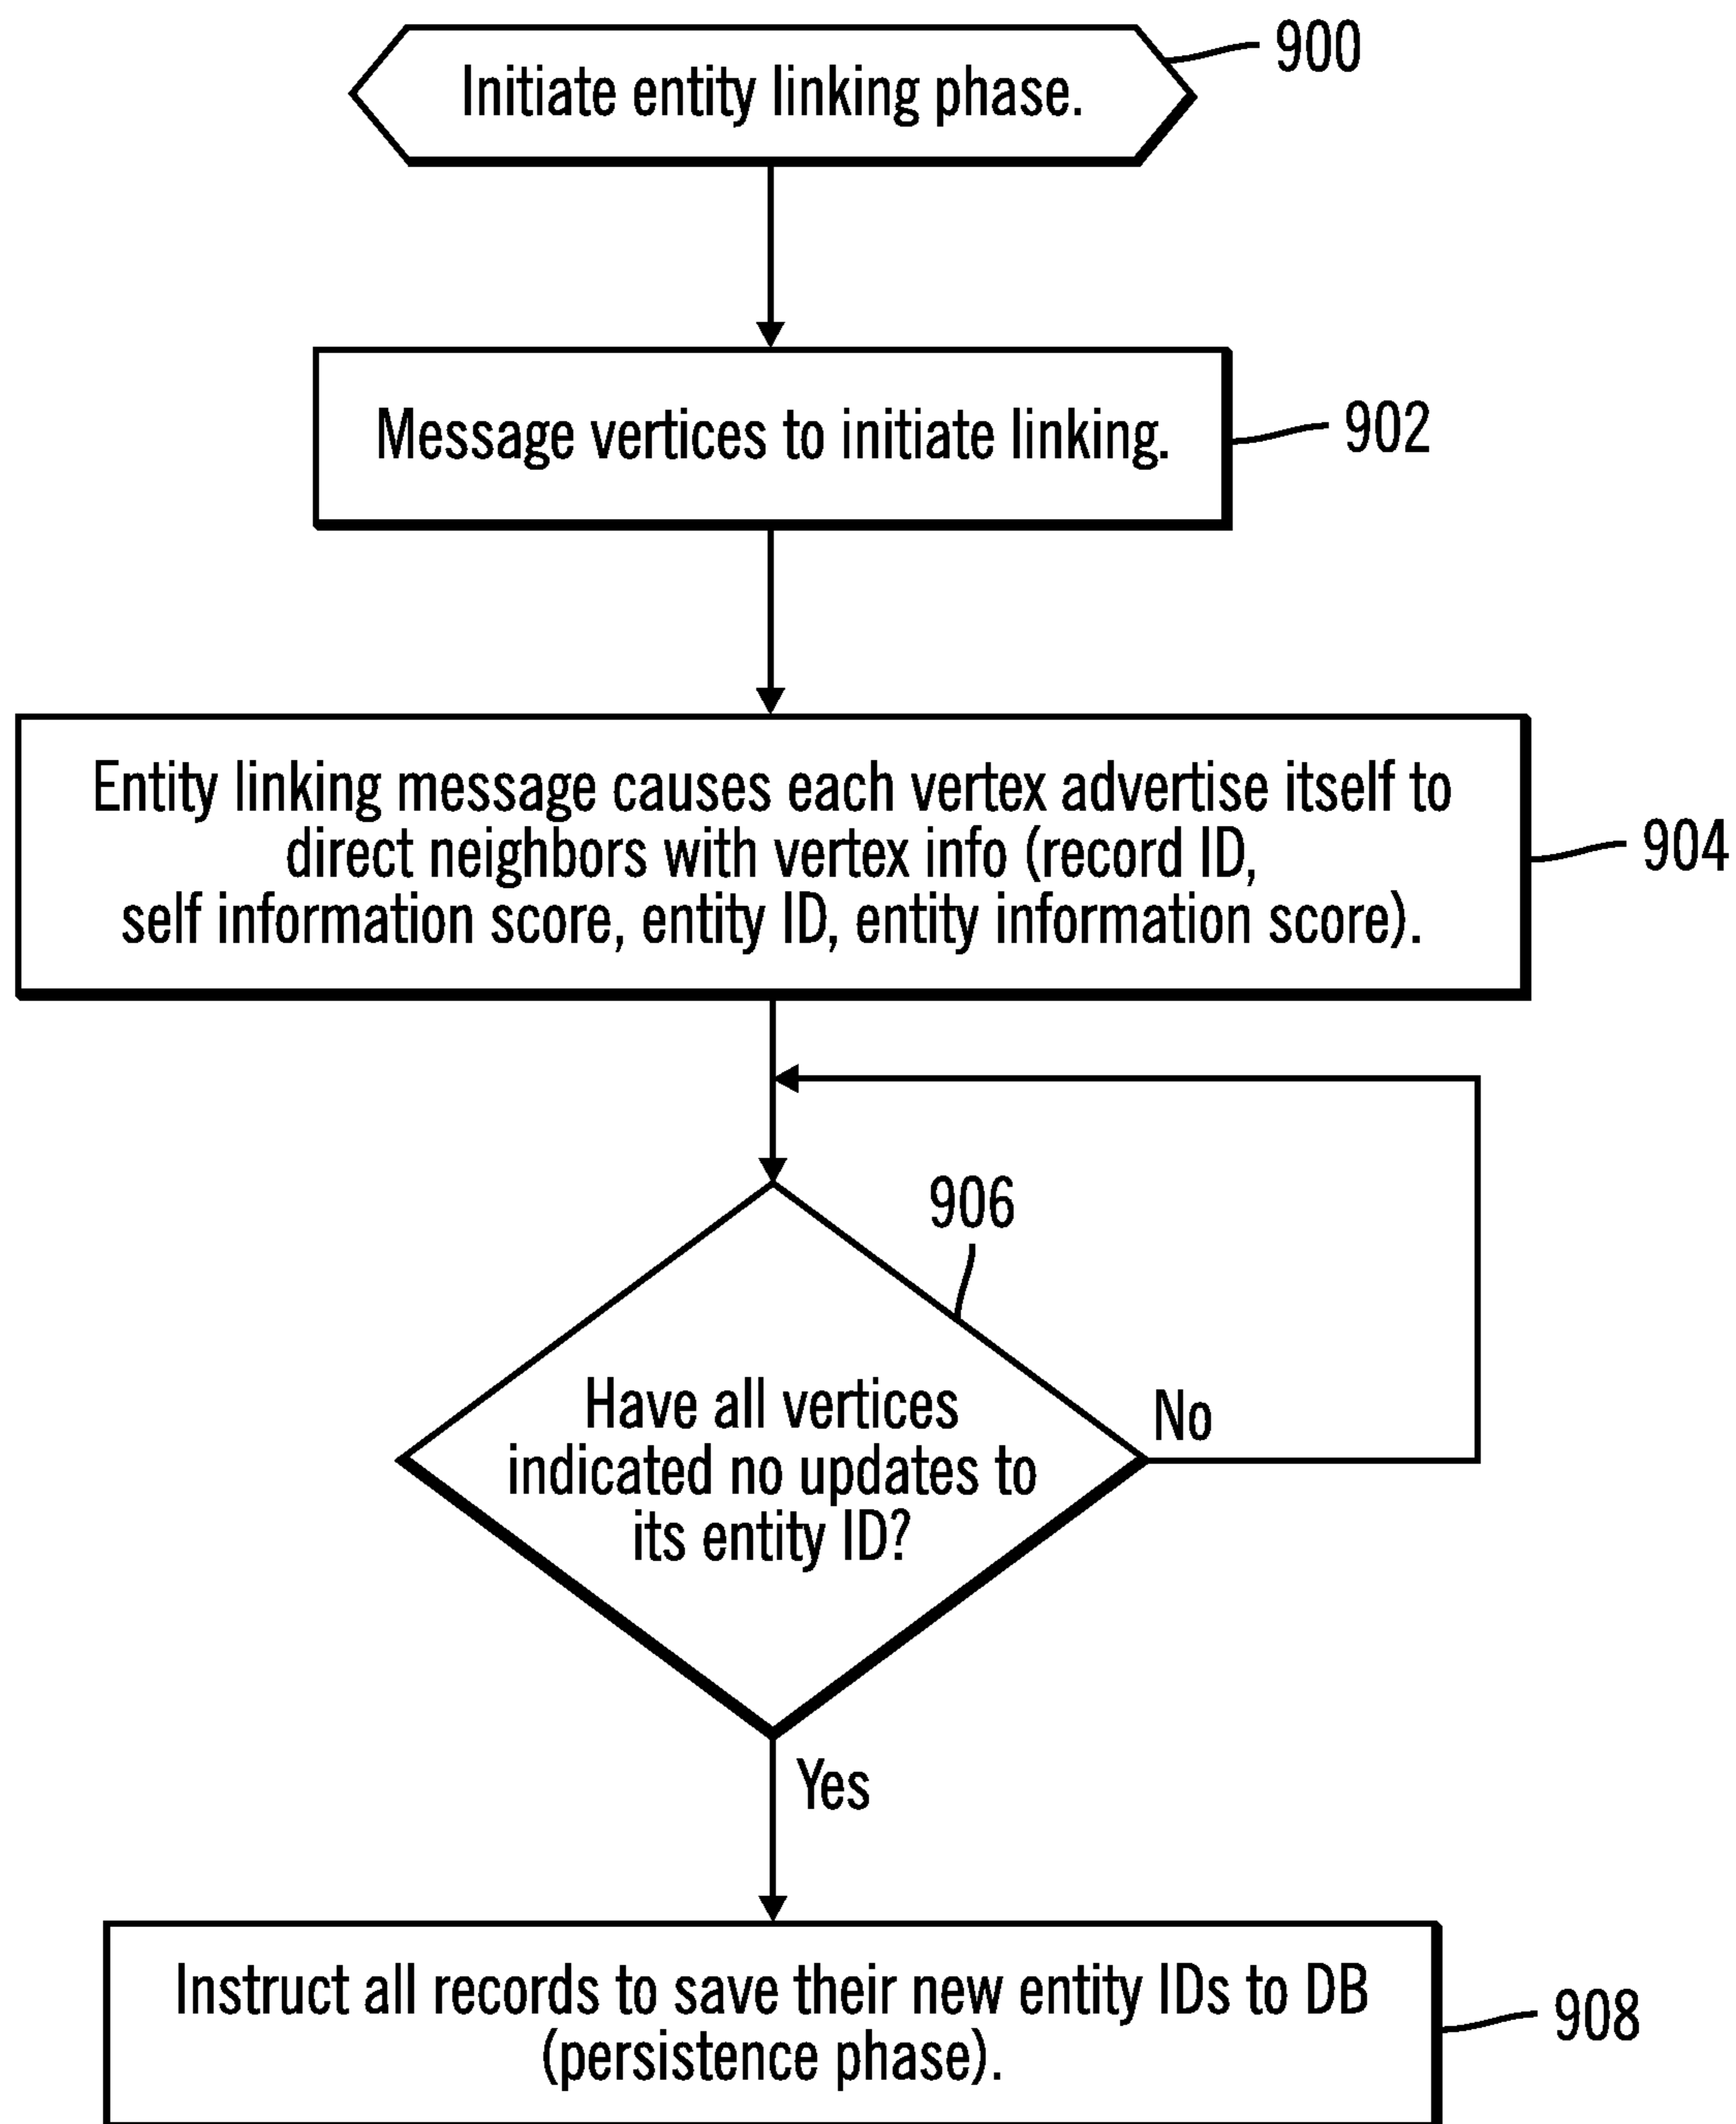 Initiate entity linking phase.
900
Message vertices to initiate linking.
902
Entity linking message causes each vertex advertise itself to
direct neighbors with vertex info (record ID,
self information score, entity ID, entity information score).
904
906
Have all vertices
indicated no updates to
its entity ID?
No
Yes
Instruct all records to save their new entity IDs to DB
(persistence phase).
908